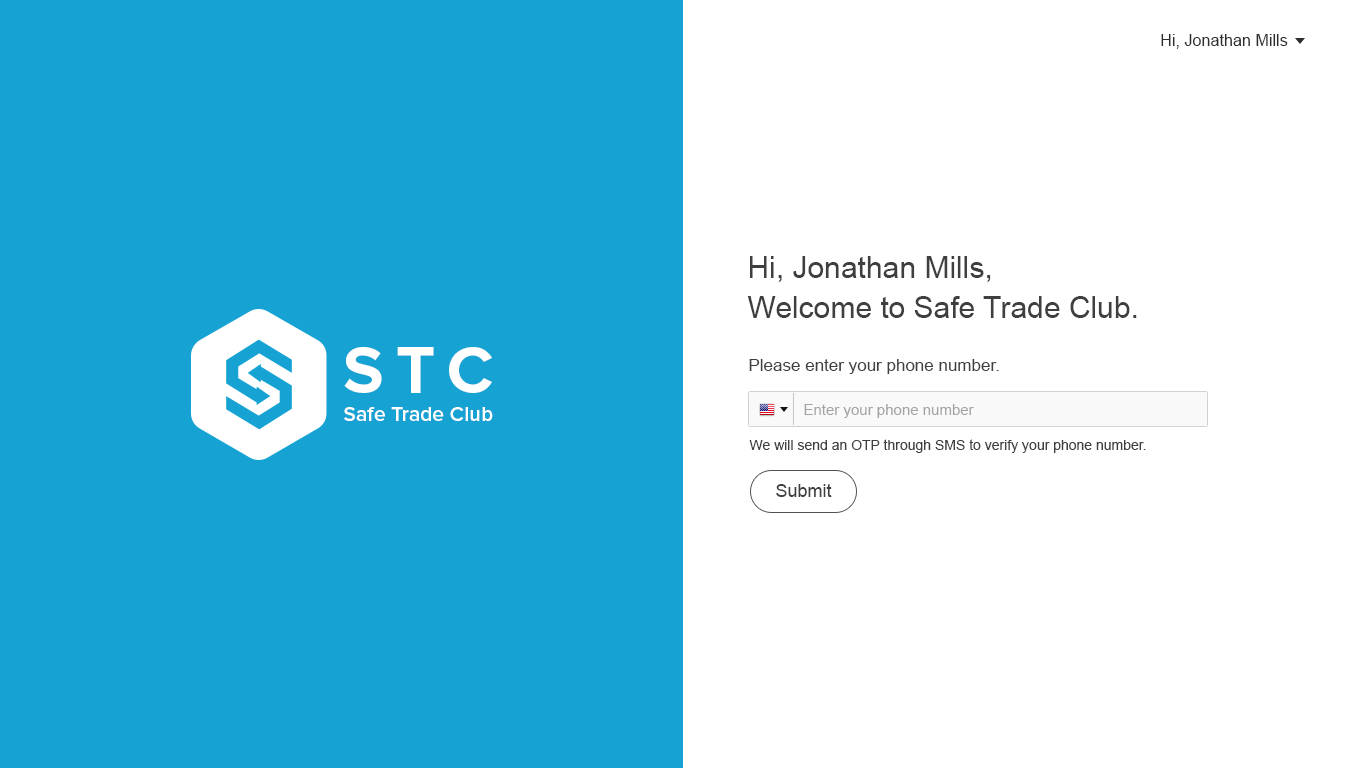 Hi, Jonathan Mills
STC
Safe Trade Club
Hi, Jonathan Mills,
Welcome to Safe Trade Club.
Please enter your phone number.
Enter your phone number
We will send an OTP through SMS to verify your phone number.
Submit